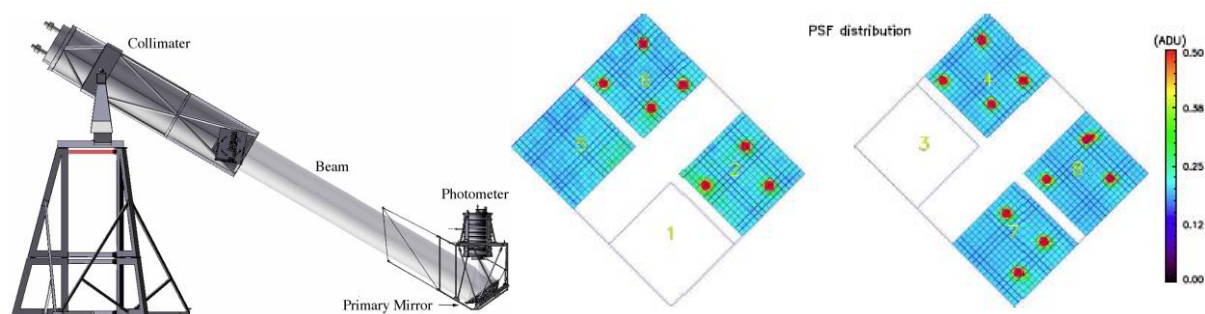 Collimater
Beam
Photometer
Primary Mirror
6
5
2
1
PSF distribution
4
3
8
7
(ADU)
0.50
0.38
0.25
0.12
0.00